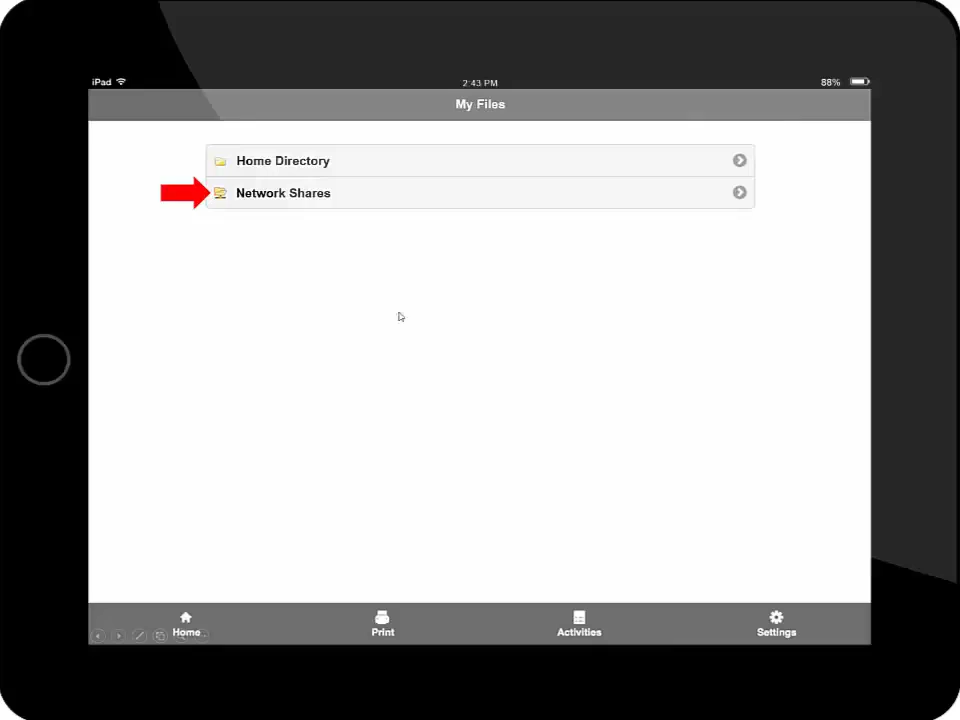 iPad 2:43 PM 88%
My Files
Home Directory
Network Shares
Home Print Activities Settings